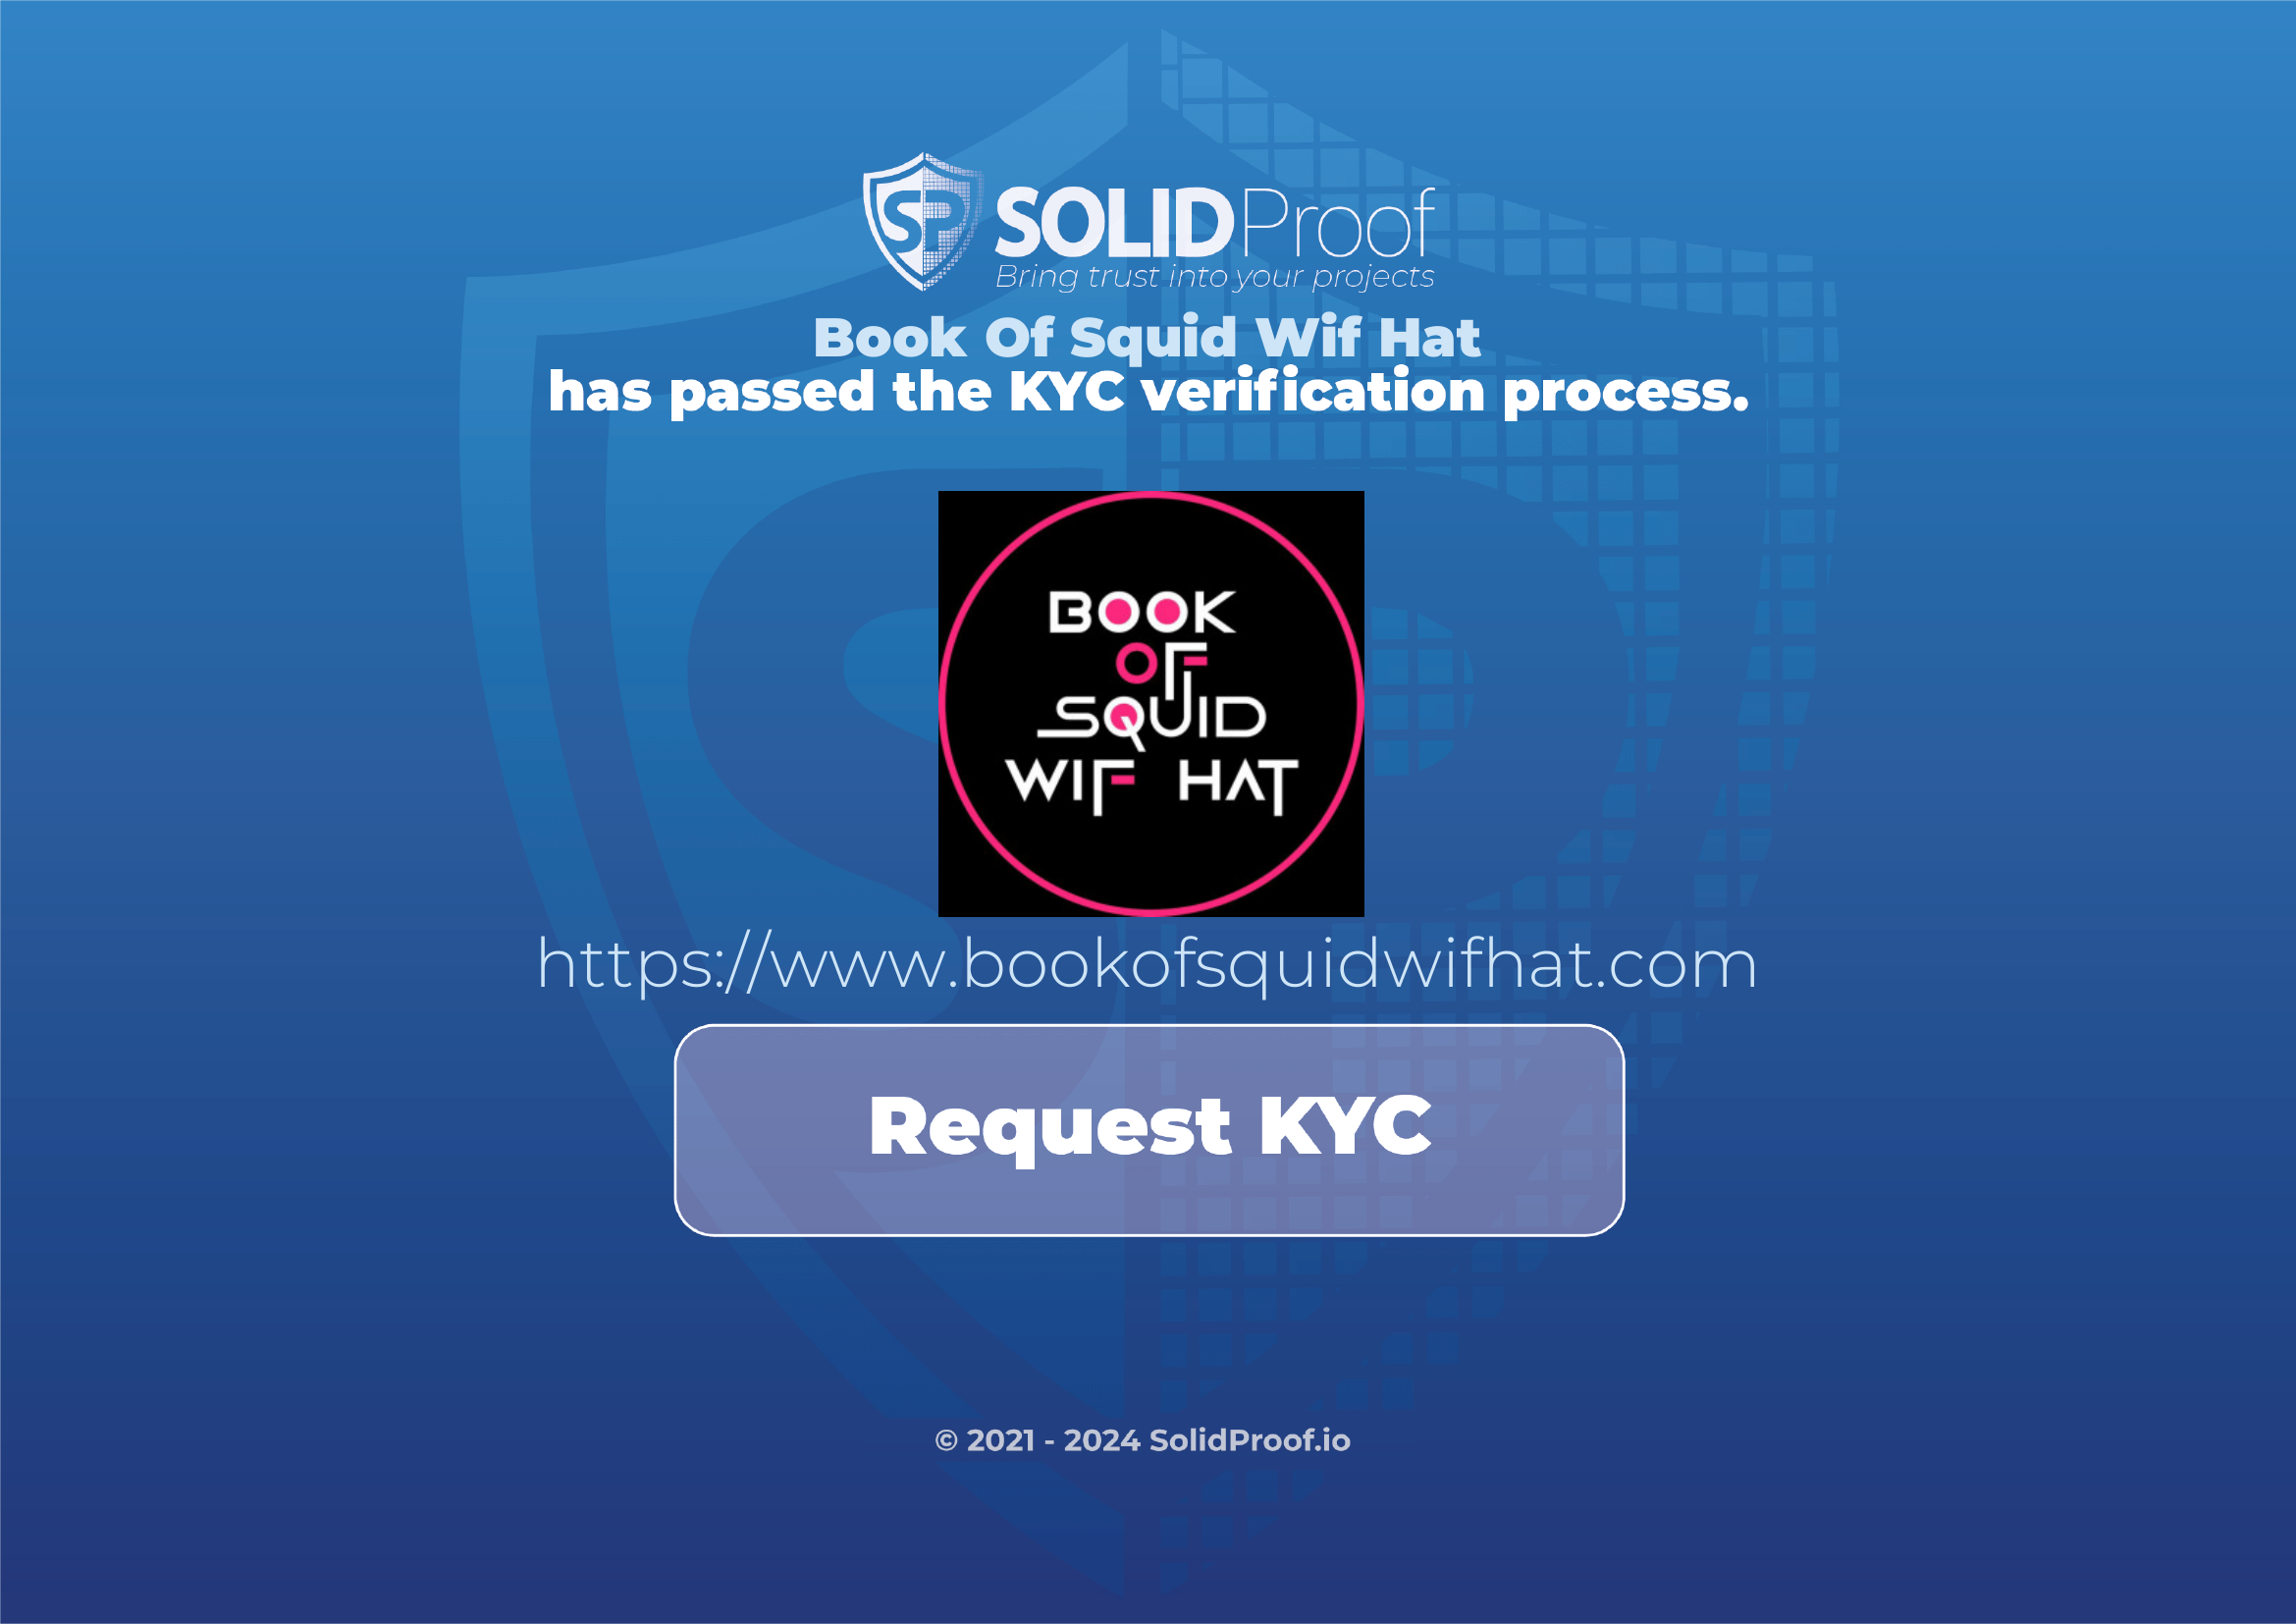 SP SOLIDProof
Bring trust into your projects
Book Of Squid Wif Hat
has passed the KYC verification process.
BOOK
OF
SQUID
WIF HAT
https://www.bookofsquidwifhat.com
Request KYC
© 2021 - 2024 SolidProof.io